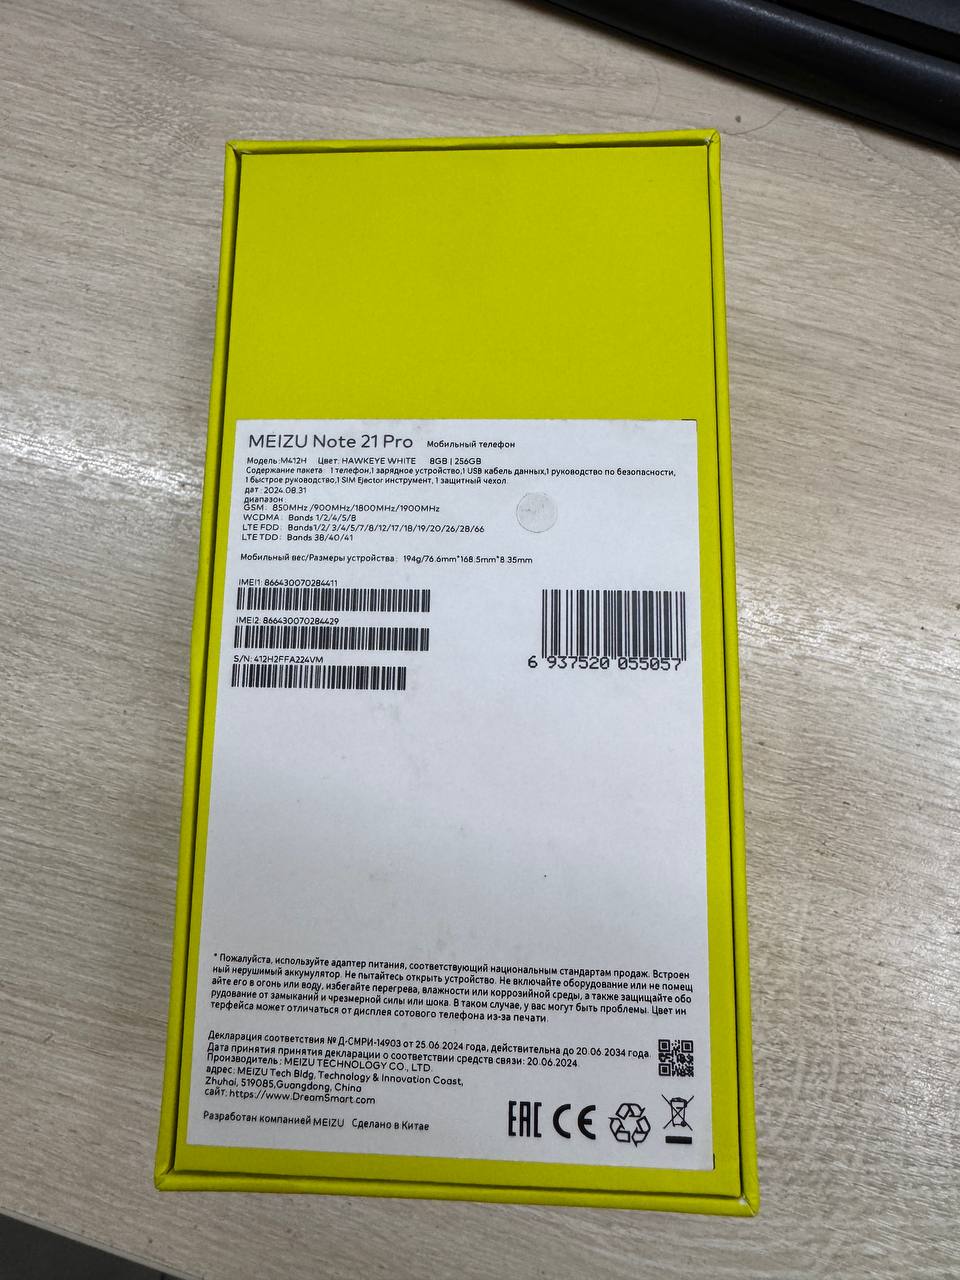 MEIZU Note 21 Pro Мобильный телефон
Модель:M412H Цвет: HAWKEYE WHITE 8GB | 256GB
Содержание пакета: 1 телефон,1 зарядное устройство,1 USB кабель данных,1 руководство по безопасности,
1 быстрое руководство,1 SIM Ejector инструмент, 1 защитный чехол.
дат: 2024.08.31
диапазон:
GSM: 850MHz /900MHz/1800MHz/1900MHz
WCDMA: Bands 1/2/4/5/8
LTE FDD: Bands1/2/ 3/4/5/7/8/12/17/18/19/20/26/28/66
LTE TDD: Bands 38/40/41
Мобильный вес/Размеры устройства: 194g/76.6mm*168.5mm*8.35mm
IMEI1: 866430070284411
IMEI2: 866430070284429
S/N: 412H2FFA224VM
6 937520 055057
* Пожалуйста, используйте адаптер питания, соответствующий национальным стандартам продаж. Встроен
ный нерушимый аккумулятор. Не пытайтесь открыть устройство. Не включайте оборудование или не помещ
айте его в огонь или воду, избегайте перегрева, влажности или коррозийной среды, а также защищайте обо
рудование от замыканий и чрезмерной силы или шока. В таком случае, у вас могут быть проблемы. Цвет ин
терфейса может отличаться от дисплея сотового телефона из-за печати.
Декларация соответствия № Д-СМРИ-14903 от 25.06.2024 года, действительна до 20.06.2034 года.
Дата принятия принятия декларации о соответствии средств связи: 20.06.2024.
Производитель: MEIZU TECHNOLOGY CO., LTD.
адрес: MEIZU Tech Bldg, Technology & Innovation Coast,
Zhuhai, 519085,Guangdong, China
сайт: https://www.DreamSmart.com
Разработан компанией MEIZU Сделано в Китае
EAC CE